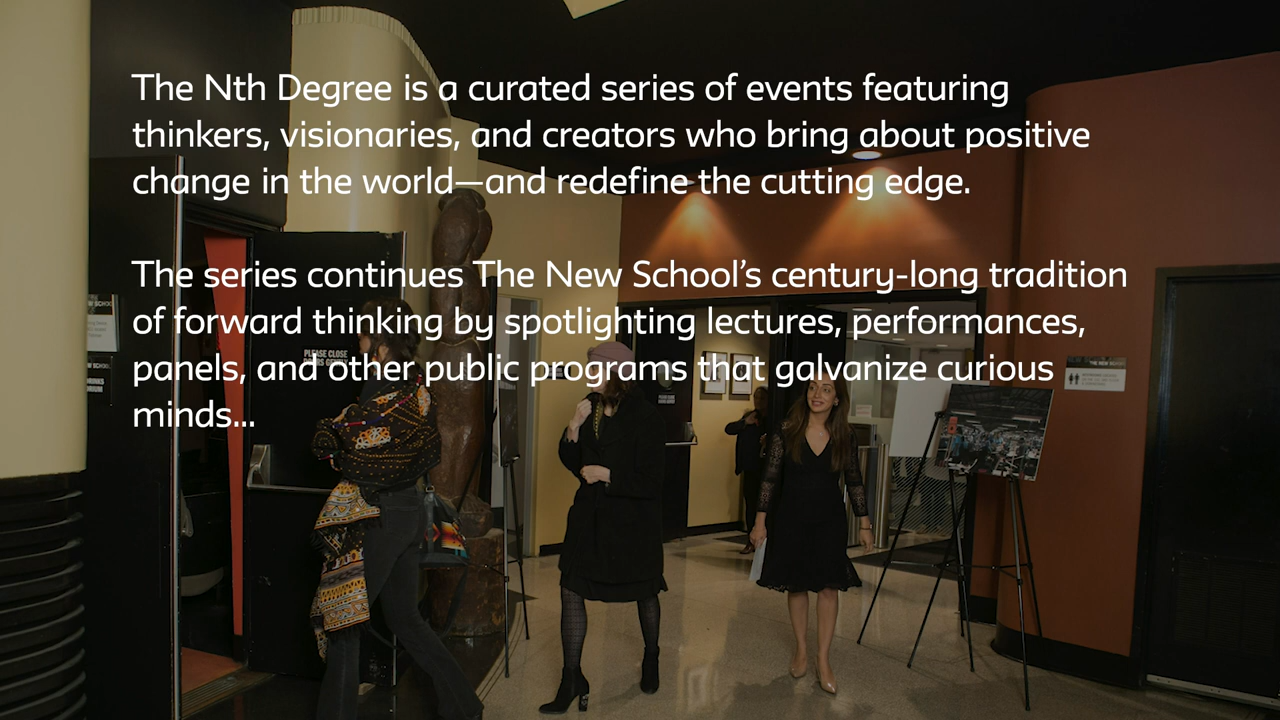 The Nth Degree is a curated series of events featuring
thinkers, visionaries, and creators who bring about positive
change in the world—and redefine the cutting edge.
The series continues The New School’s century-long tradition
of forward thinking by spotlighting lectures, performances,
panels, and other public programs that galvanize curious
minds...
PLEASE CLOSE